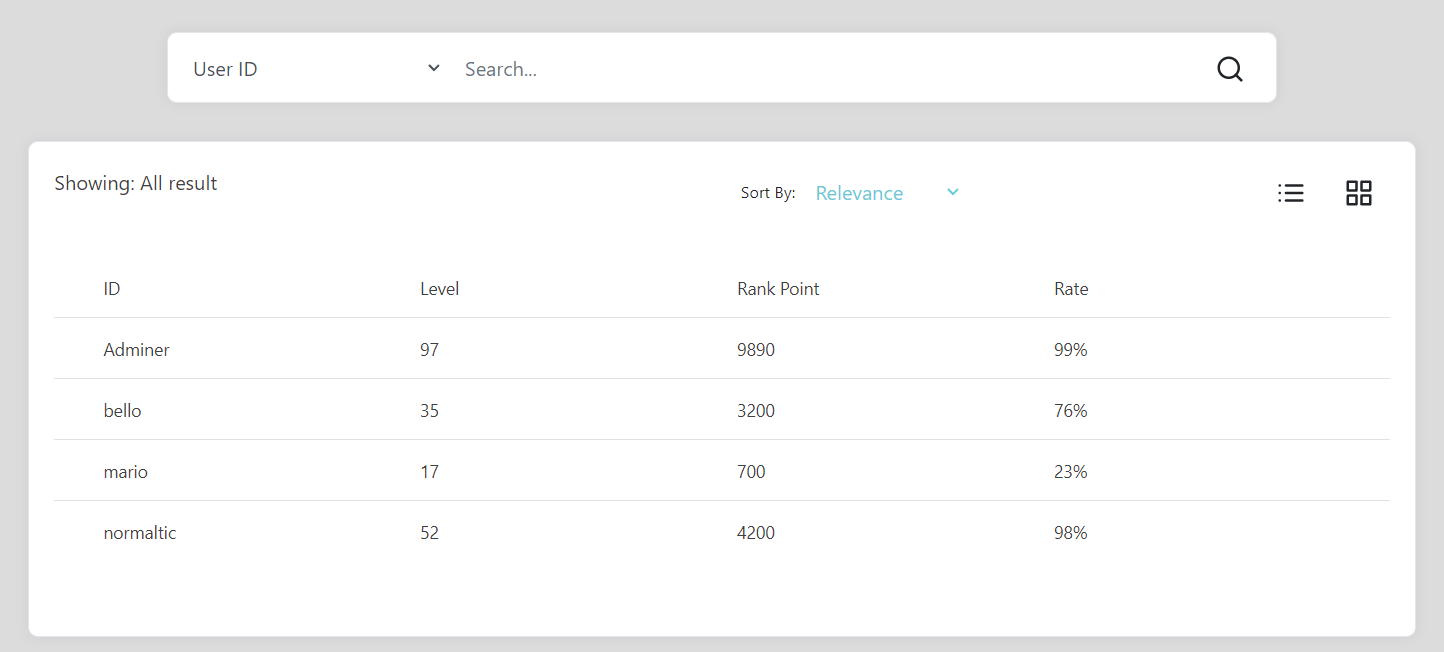 User ID Search...
Showing: All result
Sort By: Relevance
ID Level Rank Point Rate
Adminer 97 9890 99%
bello 35 3200 76%
mario 17 700 23%
normaltic 52 4200 98%